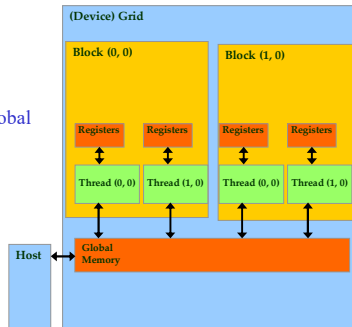 (Device) Grid
Block (0, 0)
Block (1, 0)
Registers
Registers
Registers
Registers
Thread (0, 0)
Thread (1, 0)
Thread (0, 0)
Thread (1, 0)
Global
Memory
Host